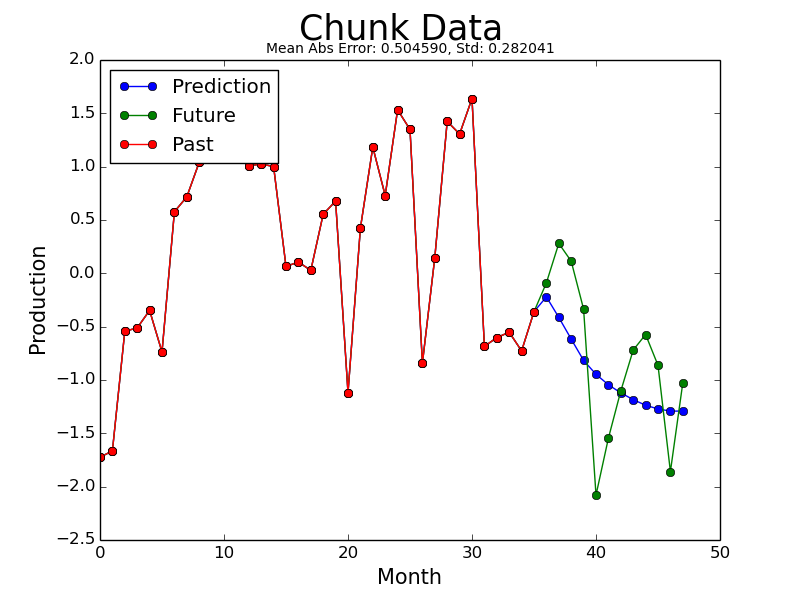 Chunk Data
Mean Abs Error: 0.504590, Std: 0.282041
Prediction
Future
Past
2.0
1.5
1.0
0.5
0.0
−0.5
−1.0
−1.5
−2.0
−2.5
Production
0 10 20 30 40 50
Month